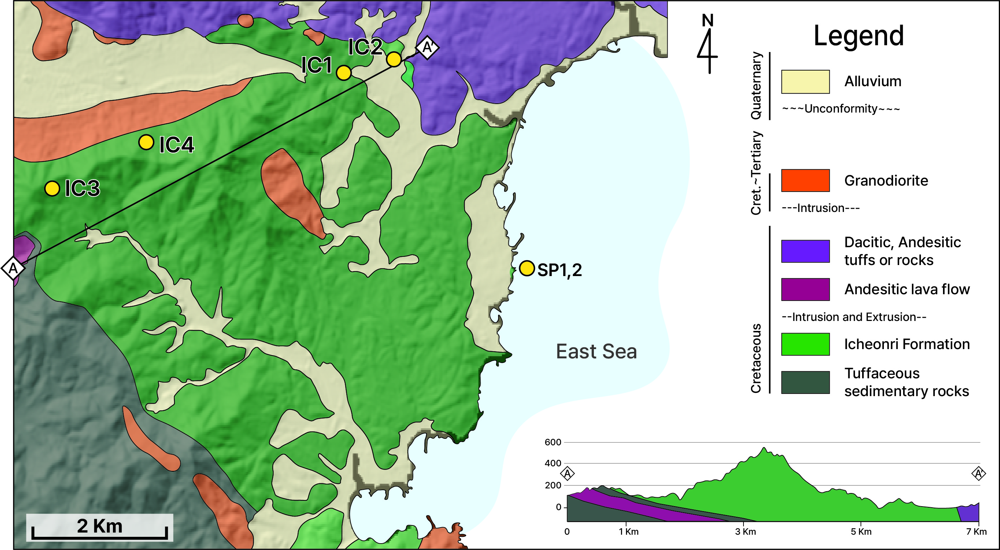 IC2
A'
IC1
IC4
IC3
A
SP1,2
East Sea
2 Km
N
Legend
Quaternary
Alluvium
~~~Unconformity~~~
Cret.~Tertiary
Granodiorite
---Intrusion---
Cretaceous
Dacitic, Andesitic
tuffs or rocks
Andesitic lava flow
--Intrusion and Extrusion--
Icheonri Formation
Tuffaceous
sedimentary rocks
600
400
A
A'
200
0
0
1 Km
3 Km
5 Km
7 Km